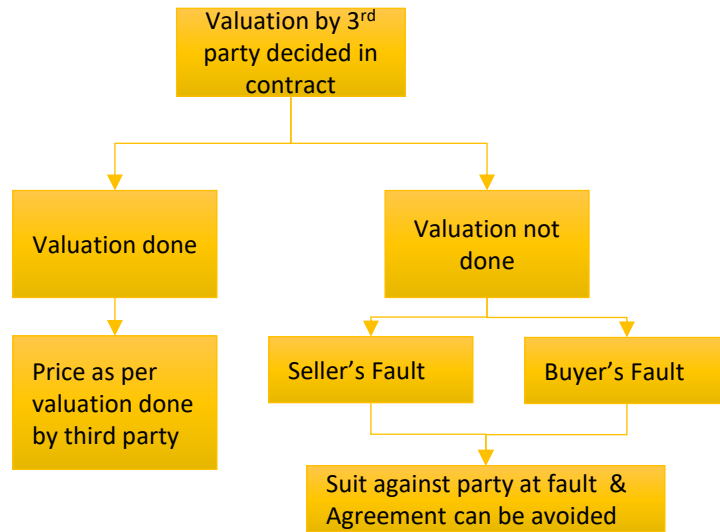 Valuation by 3rd
party decided in
contract
Valuation done
Valuation not
done
Price as per
valuation done
by third party
Seller’s Fault
Buyer’s Fault
Suit against party at fault &
Agreement can be avoided